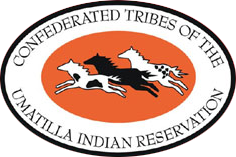 CONFEDERATED TRIBES OF THE
UMATILLA INDIAN RESERVATION